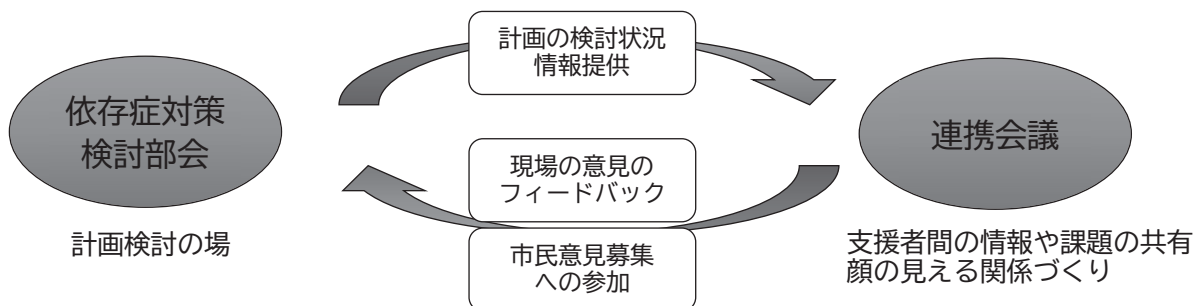 計画の検討状況
情報提供
依存症対策
検討部会
連携会議
現場の意見の
フィードバック
計画検討の場
市民意見募集
への参加
支援者間の情報や課題の共有
顔の見える関係づくり